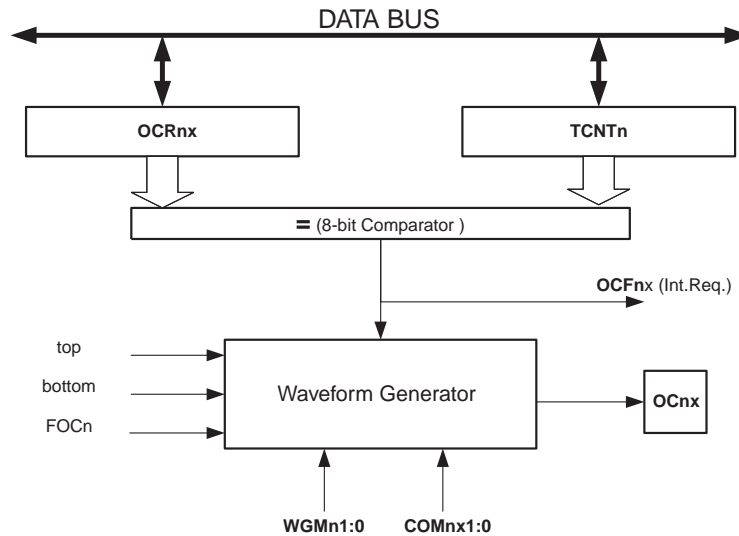 DATA BUS
OCRnx
TCNTn
= (8-bit Comparator )
OCFnx (Int.Req.)
top
bottom
FOCn
Waveform Generator
OCnx
WGMn1:0
COMnx1:0